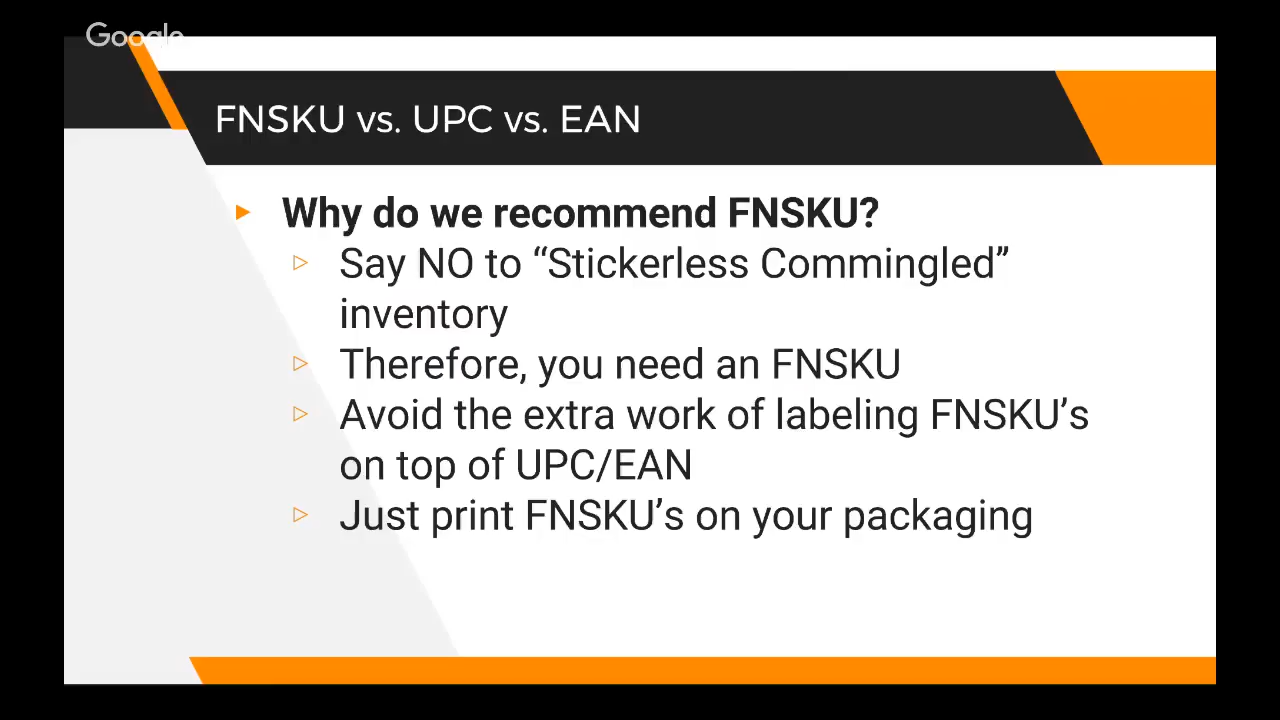 Google
FNSKU vs. UPC vs. EAN
Why do we recommend FNSKU?
Say NO to “Stickerless Commingled”
inventory
Therefore, you need an FNSKU
Avoid the extra work of labeling FNSKU’s
on top of UPC/EAN
Just print FNSKU’s on your packaging